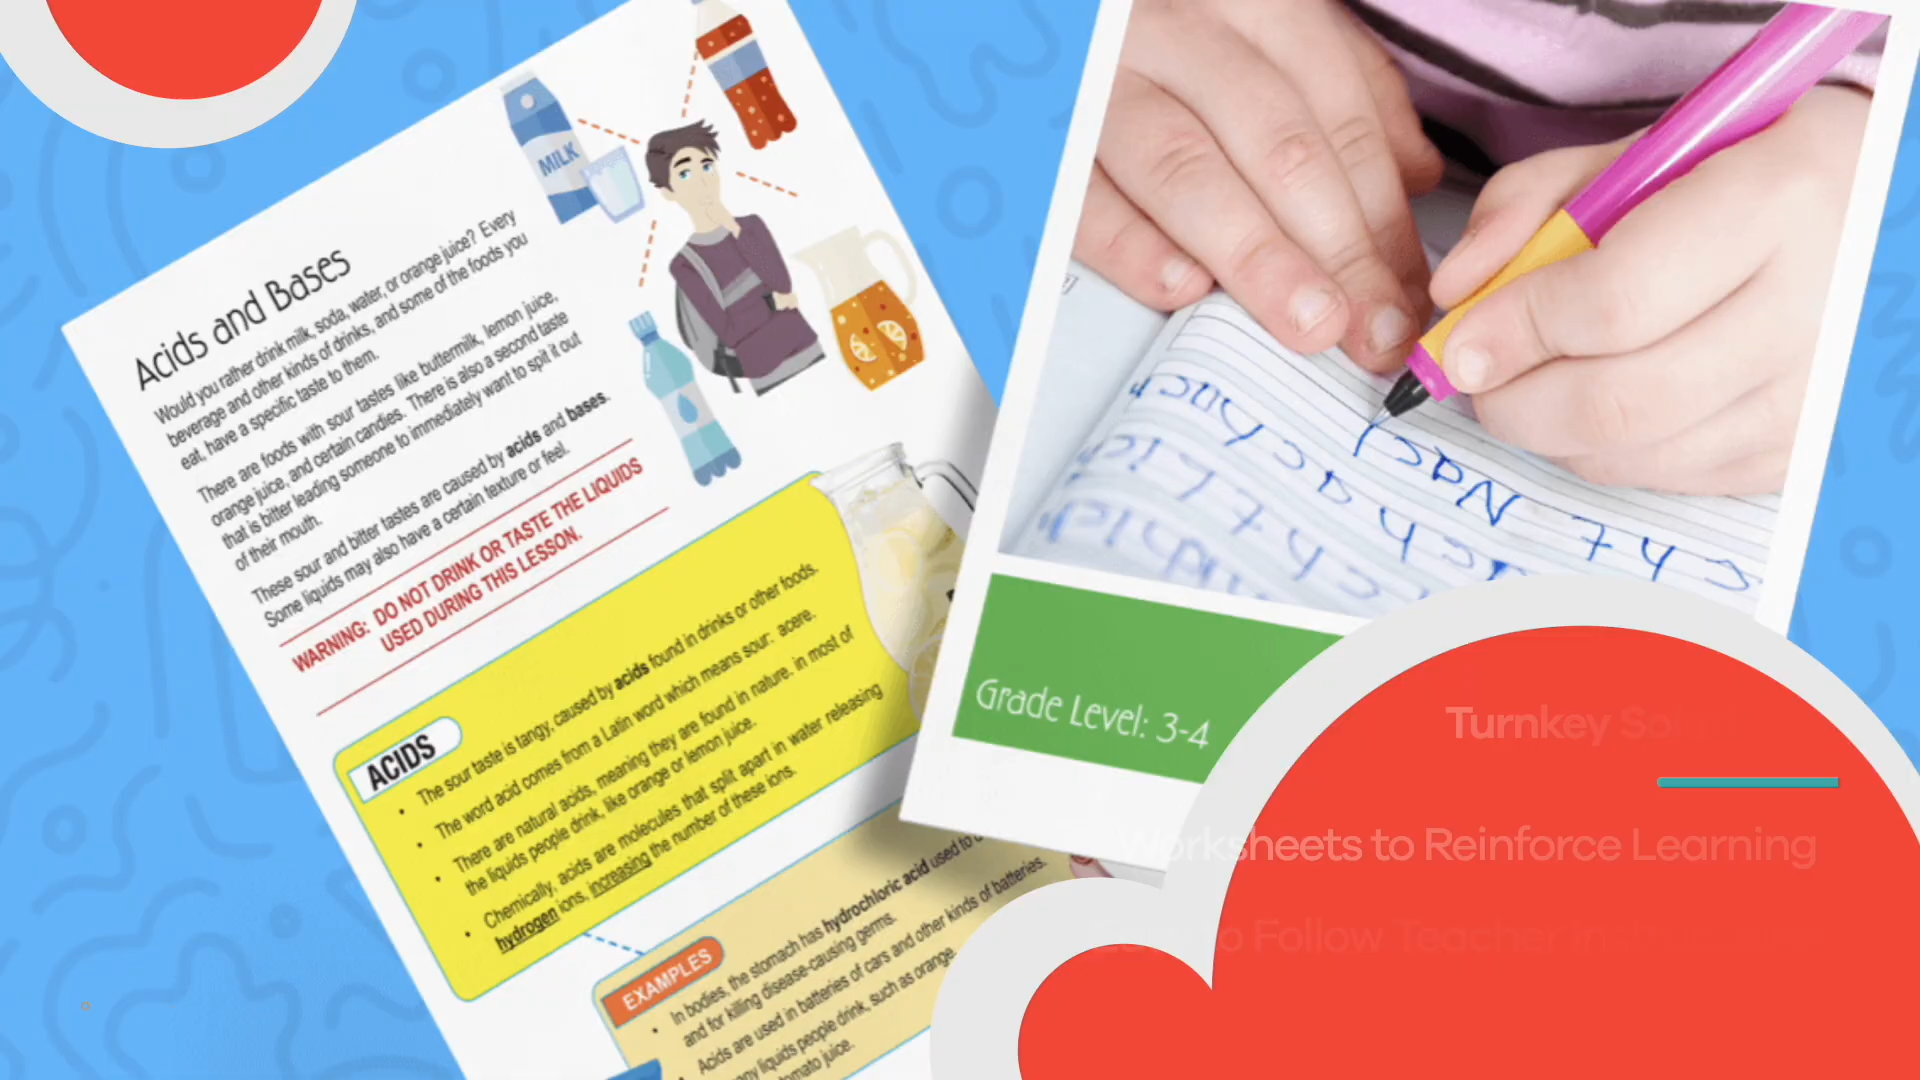 MILK
Acids and Bases
Would you rather drink milk, soda, water, or orange juice? Every
beverage and other kinds of drinks, and some of the foods you
eat, have a specific taste to them.
There are foods with sour tastes like buttermilk, lemon juice,
orange juice, and certain candies. There is also a second taste
that is bitter leading someone to immediately want to spit it out
of their mouth.
These sour and bitter tastes are caused by acids and bases.
Some liquids may also have a certain texture or feel.
WARNING: DO NOT DRINK OR TASTE THE LIQUIDS
USED DURING THIS LESSON.
ACIDS
• The sour taste is tangy, caused by acids found in drinks or other foods.
• The word acid comes from a Latin word which means sour: acere.
• There are natural acids, meaning they are found in nature. in most of
the liquids people drink, like orange or lemon juice.
• Chemically, acids are molecules that split apart in water releasing
hydrogen ions, increasing the number of these ions.
EXAMPLES
• In bodies, the stomach has hydrochloric acid used to
and for killing disease-causing germs.
• Acids are used in batteries of cars and other kinds of batteries.
many liquids people drink, such as orange,
tomato juice.
Grade Level: 3-4
Turnkey
Worksheets to Reinforce Learning
to Follow Teacher